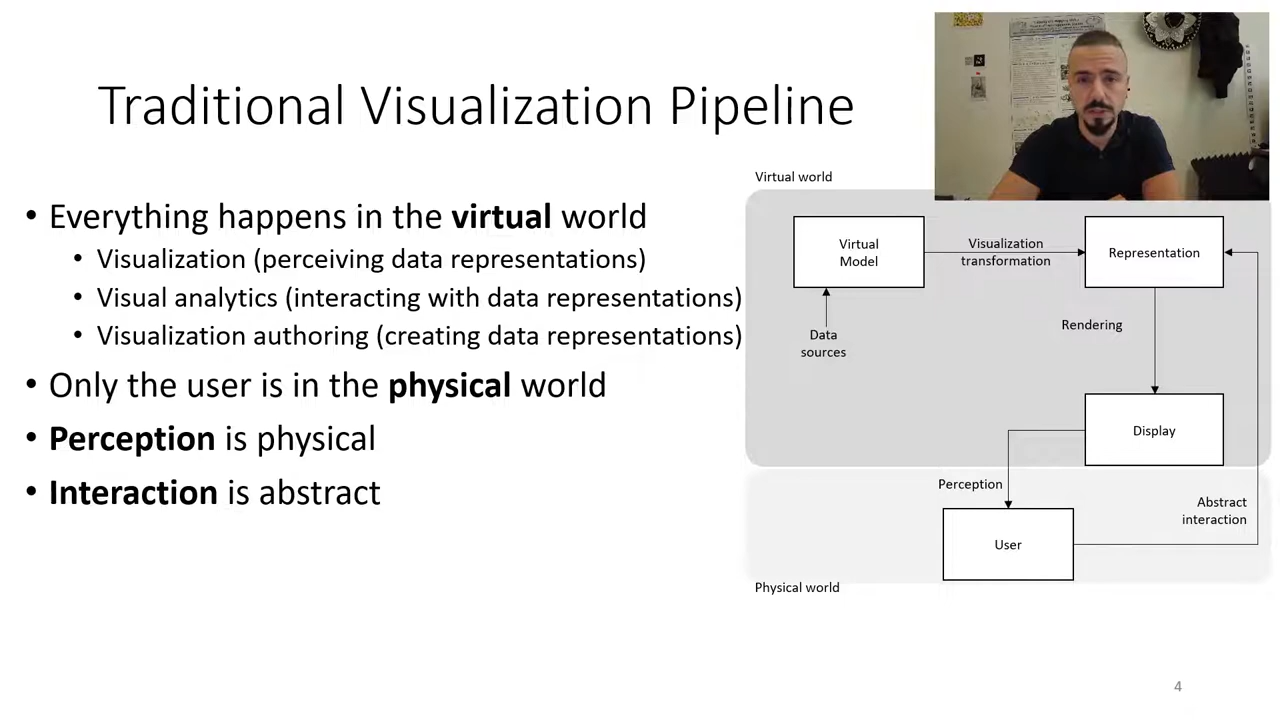 Traditional Visualization Pipeline
• Everything happens in the virtual world
• Visualization (perceiving data representations)
• Visual analytics (interacting with data representations)
• Visualization authoring (creating data representations)
• Only the user is in the physical world
• Perception is physical
• Interaction is abstract
Virtual world
Virtual
Model
Visualization
transformation
Representation
Data
sources
Rendering
Display
Perception
Abstract
interaction
User
Physical world
4